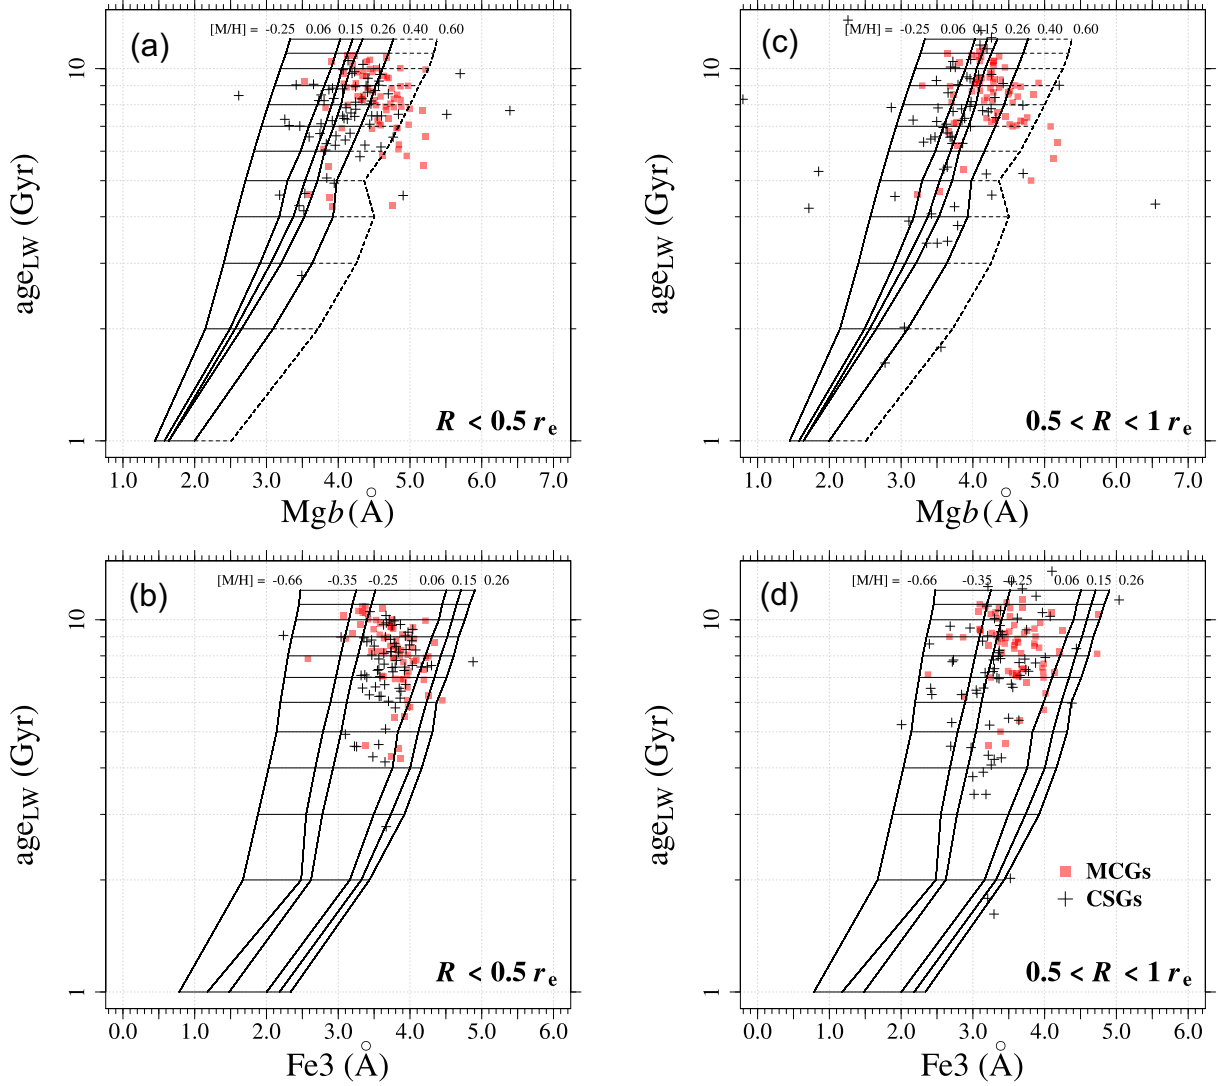 (a)
[M/H] = -0.25 0.06 0.15 0.26 0.40 0.60
10
1
age_LW (Gyr)
R < 0.5 r_e
1.0 2.0 3.0 4.0 5.0 6.0 7.0
Mgb (Å)
(c)
[M/H] = -0.25 0.06 0.15 0.26 0.40 0.60
10
1
age_LW (Gyr)
0.5 < R < 1 r_e
1.0 2.0 3.0 4.0 5.0 6.0 7.0
Mgb (Å)
(b)
[M/H] = -0.66 -0.35 -0.25 0.06 0.15 0.26
10
1
age_LW (Gyr)
R < 0.5 r_e
0.0 1.0 2.0 3.0 4.0 5.0 6.0
Fe3 (Å)
(d)
[M/H] = -0.66 -0.35 -0.25 0.06 0.15 0.26
10
1
age_LW (Gyr)
MCGs
CSGs
0.5 < R < 1 r_e
0.0 1.0 2.0 3.0 4.0 5.0 6.0
Fe3 (Å)